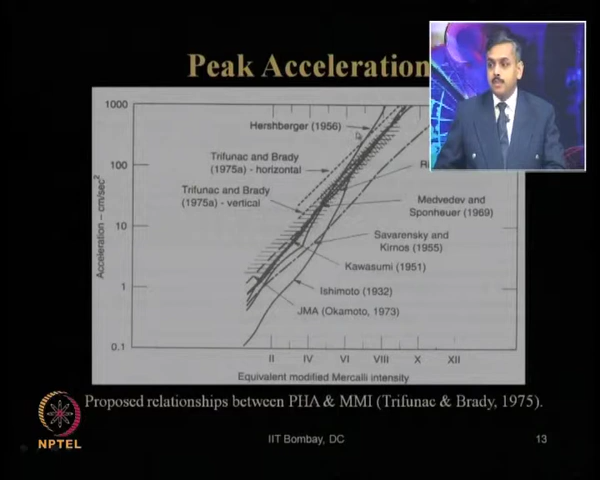 Peak Acceleration
1000
100
10
1
0.1
Acceleration – cm/sec²
Hershberger (1956)
Trifunac and Brady
(1975a) - horizontal
Trifunac and Brady
(1975a) - vertical
Medvedev and
Sponheuer (1969)
Savarensky and
Kirnos (1955)
Kawasumi (1951)
Ishimoto (1932)
JMA (Okamoto, 1973)
II IV VI VIII X XII
Equivalent modified Mercalli intensity
Proposed relationships between PHA & MMI (Trifunac & Brady, 1975).
NPTEL
IIT Bombay, DC
13